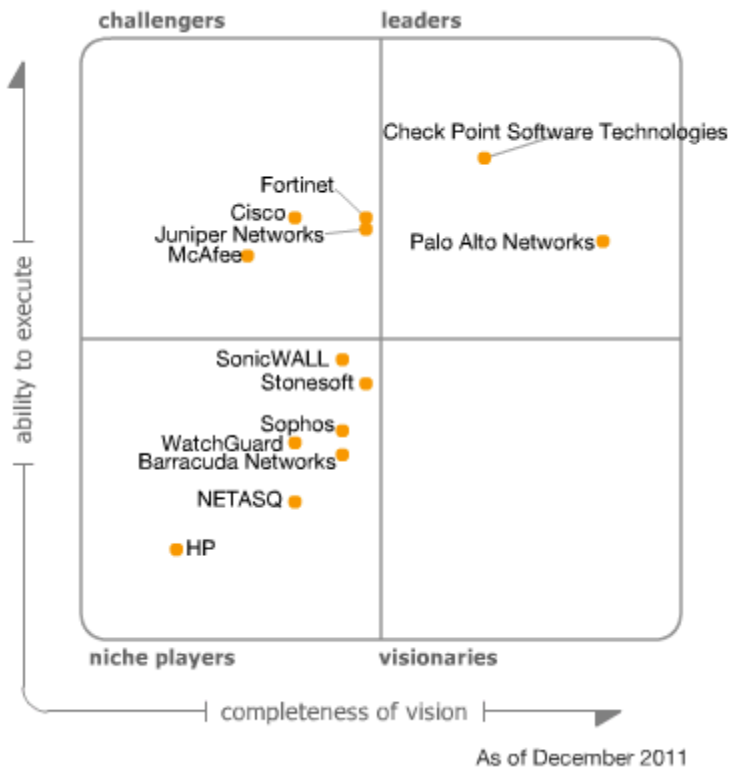 challengers
leaders
Check Point Software Technologies
Fortinet
Cisco
Juniper Networks
Palo Alto Networks
McAfee
ability to execute
SonicWALL
Stonesoft
Sophos
WatchGuard
Barracuda Networks
NETASQ
HP
niche players
visionaries
completeness of vision
As of December 2011